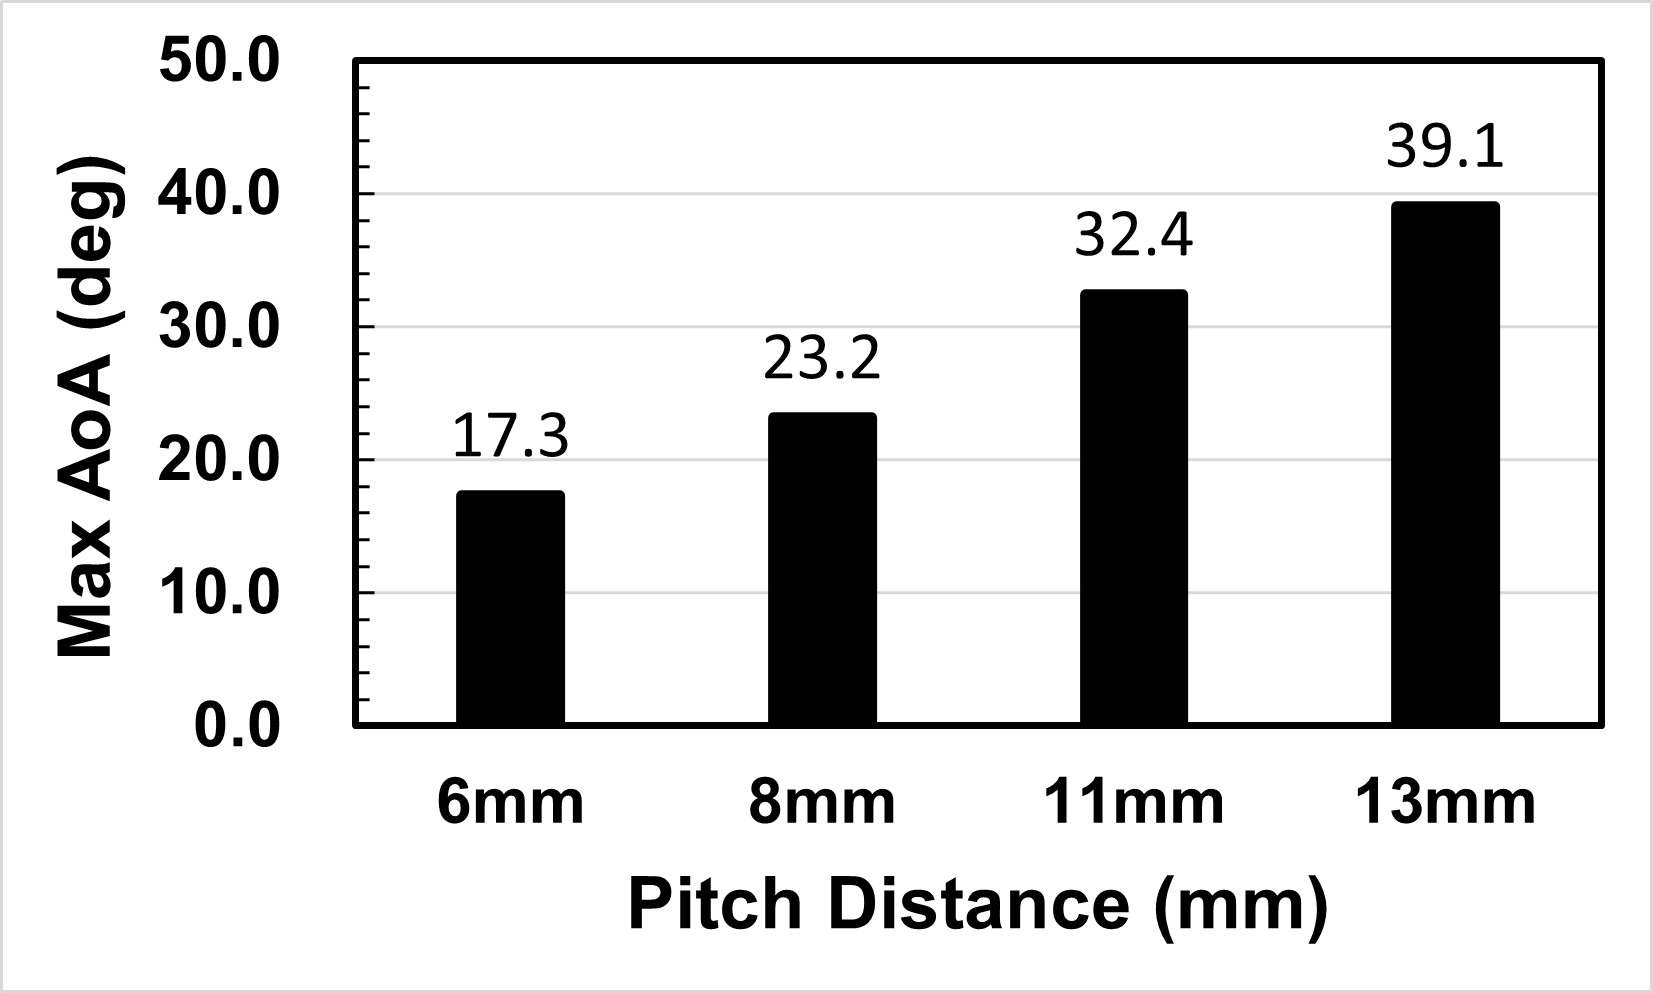 50.0
40.0
30.0
20.0
10.0
0.0
Max AoA (deg)
17.3
23.2
32.4
39.1
6mm
8mm
11mm
13mm
Pitch Distance (mm)